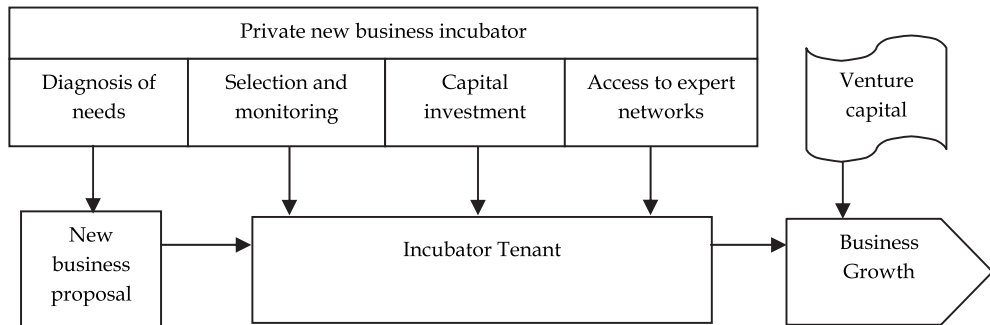 Private new business incubator
Diagnosis of
needs
Selection and
monitoring
Capital
investment
Access to expert
networks
Venture
capital
New
business
proposal
Incubator Tenant
Business
Growth